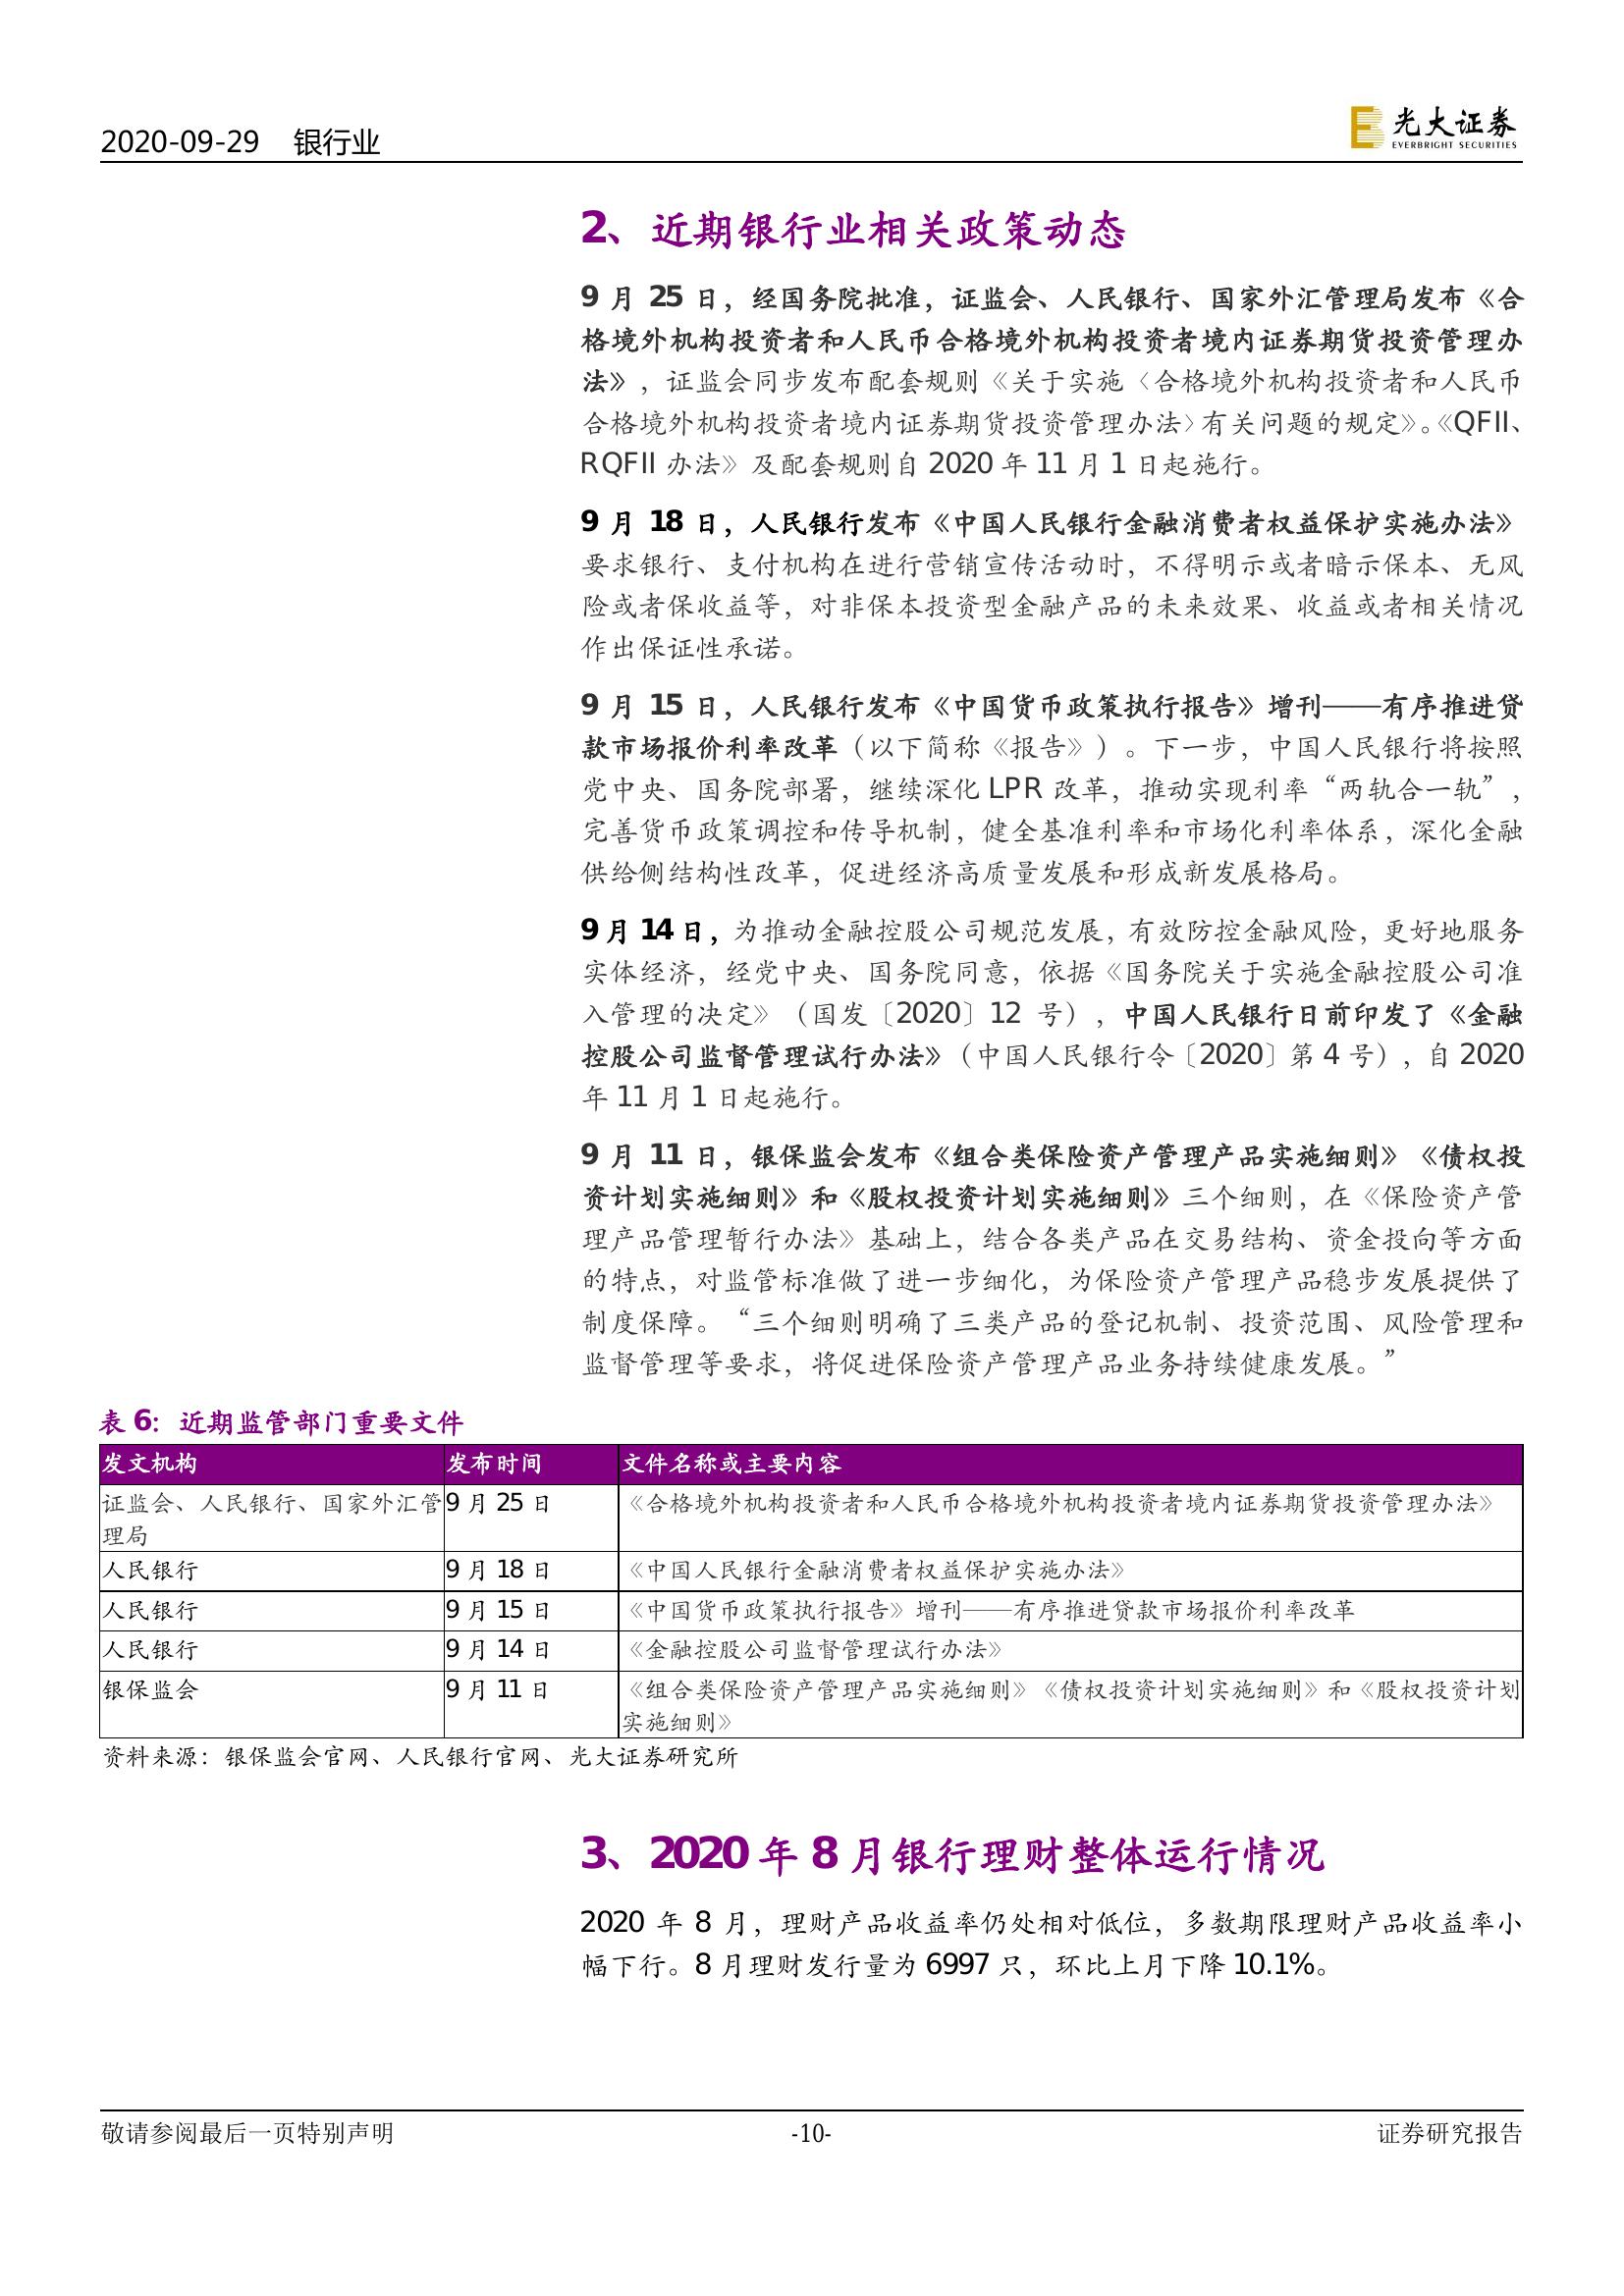 2020-09-29 银行业
光大证券
EVERBRIGHT SECURITIES
2、近期银行业相关政策动态
9 月 25 日，经国务院批准，证监会、人民银行、国家外汇管理局发布《合
格境外机构投资者和人民币合格境外机构投资者境内证券期货投资管理办
法》，证监会同步发布配套规则《关于实施〈合格境外机构投资者和人民币
合格境外机构投资者境内证券期货投资管理办法〉有关问题的规定》。《QFII、
RQFII 办法》及配套规则自 2020 年 11 月 1 日起施行。
9 月 18 日，人民银行发布《中国人民银行金融消费者权益保护实施办法》
要求银行、支付机构在进行营销宣传活动时，不得明示或者暗示保本、无风
险或者保收益等，对非保本投资型金融产品的未来效果、收益或者相关情况
作出保证性承诺。
9 月 15 日，人民银行发布《中国货币政策执行报告》增刊——有序推进贷
款市场报价利率改革（以下简称《报告》）。下一步，中国人民银行将按照
党中央、国务院部署，继续深化 LPR 改革，推动实现利率“两轨合一轨”，
完善货币政策调控和传导机制，健全基准利率和市场化利率体系，深化金融
供给侧结构性改革，促进经济高质量发展和形成新发展格局。
9 月 14 日，为推动金融控股公司规范发展，有效防控金融风险，更好地服务
实体经济，经党中央、国务院同意，依据《国务院关于实施金融控股公司准
入管理的决定》（国发〔2020〕12 号），中国人民银行日前印发了《金融
控股公司监督管理试行办法》（中国人民银行令〔2020〕第 4 号），自 2020
年 11 月 1 日起施行。
9 月 11 日，银保监会发布《组合类保险资产管理产品实施细则》《债权投
资计划实施细则》和《股权投资计划实施细则》三个细则，在《保险资产管
理产品管理暂行办法》基础上，结合各类产品在交易结构、资金投向等方面
的特点，对监管标准做了进一步细化，为保险资产管理产品稳步发展提供了
制度保障。“三个细则明确了三类产品的登记机制、投资范围、风险管理和
监督管理等要求，将促进保险资产管理产品业务持续健康发展。”
表 6：近期监管部门重要文件
发文机构 发布时间 文件名称或主要内容
证监会、人民银行、国家外汇管 9 月 25 日 《合格境外机构投资者和人民币合格境外机构投资者境内证券期货投资管理办法》
理局
人民银行 9 月 18 日 《中国人民银行金融消费者权益保护实施办法》
人民银行 9 月 15 日 《中国货币政策执行报告》增刊——有序推进贷款市场报价利率改革
人民银行 9 月 14 日 《金融控股公司监督管理试行办法》
银保监会 9 月 11 日 《组合类保险资产管理产品实施细则》《债权投资计划实施细则》和《股权投资计划
实施细则》
资料来源：银保监会官网、人民银行官网、光大证券研究所
3、2020 年 8 月银行理财整体运行情况
2020 年 8 月，理财产品收益率仍处相对低位，多数期限理财产品收益率小
幅下行。8 月理财发行量为 6997 只，环比上月下降 10.1%。
敬请参阅最后一页特别声明 -10- 证券研究报告